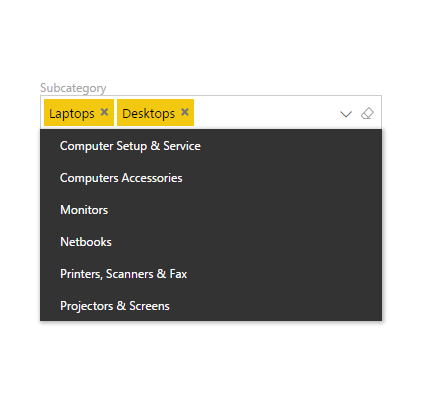 Subcategory
Laptops Desktops
Computer Setup & Service
Computers Accessories
Monitors
Netbooks
Printers, Scanners & Fax
Projectors & Screens